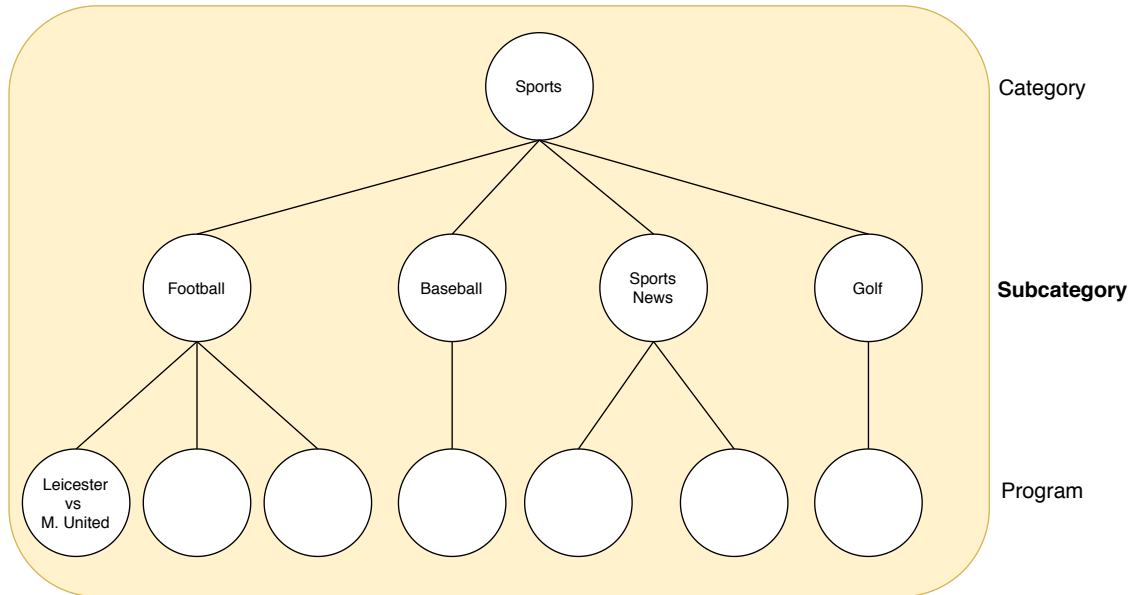 Sports
Category
Football
Baseball
Sports
News
Golf
Subcategory
Leicester
vs
M. United
Program